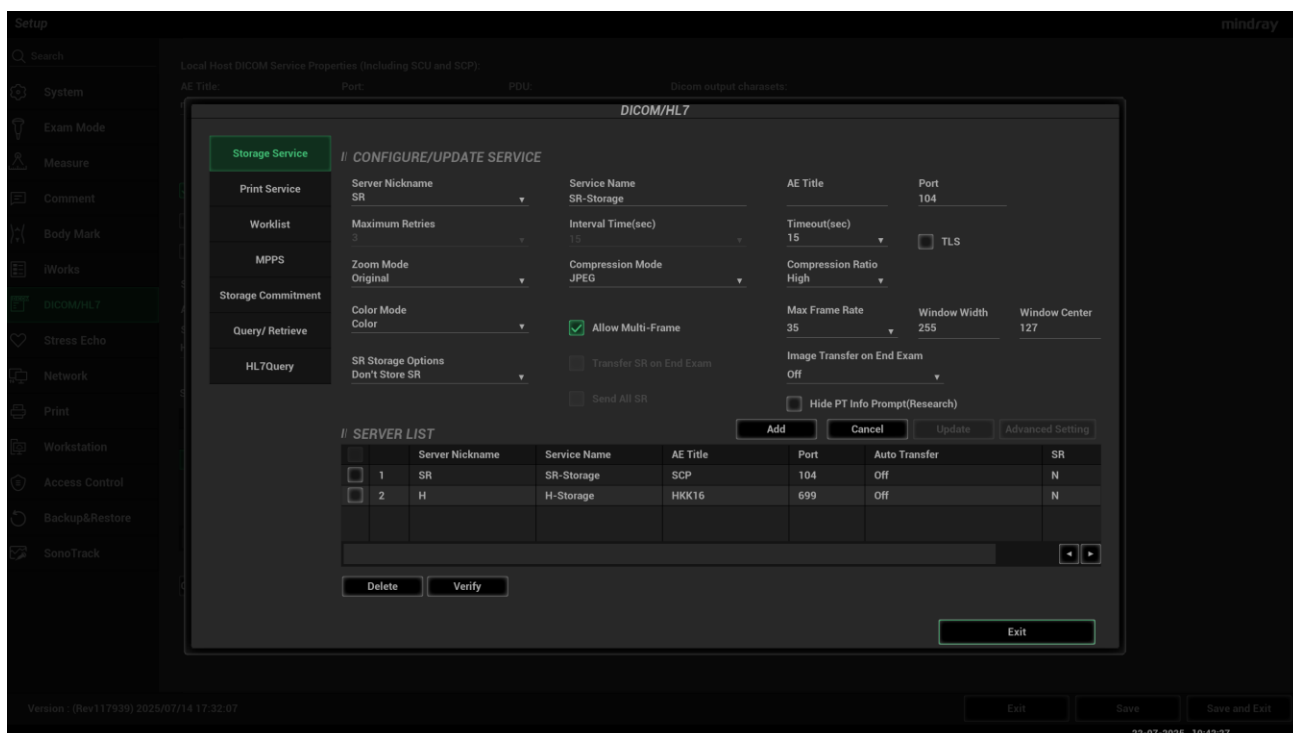 Setup
mindray
Search
Local Host DICOM Service Properties (Including SCU and SCP):
System
AE Title: Port: PDU: Dicom output charasets:
DICOM/HL7
Exam Mode
Measure
Comment
Body Mark
iWorks
DICOM/HL7
Stress Echo
Network
Print
Workstation
Access Control
Backup&Restore
SonoTrack
Storage Service
Print Service
Worklist
MPPS
Storage Commitment
Query/ Retrieve
HL7Query
// CONFIGURE/UPDATE SERVICE
Server Nickname Service Name AE Title Port
SR SR-Storage 104
Maximum Retries Interval Time(sec) Timeout(sec)
3 15 15 TLS
Zoom Mode Compression Mode Compression Ratio
Original JPEG High
Color Mode Max Frame Rate Window Width Window Center
Color Allow Multi-Frame 35 255 127
SR Storage Options Transfer SR on End Exam Image Transfer on End Exam
Don't Store SR Off
Send All SR Hide PT Info Prompt(Research)
Add Cancel Update Advanced Setting
// SERVER LIST
Server Nickname Service Name AE Title Port Auto Transfer SR
1 SR SR-Storage SCP 104 Off N
2 H H-Storage HKK16 699 Off N
Delete Verify
Exit
Version : (Rev117939) 2025/07/14 17:32:07
Exit Save Save and Exit